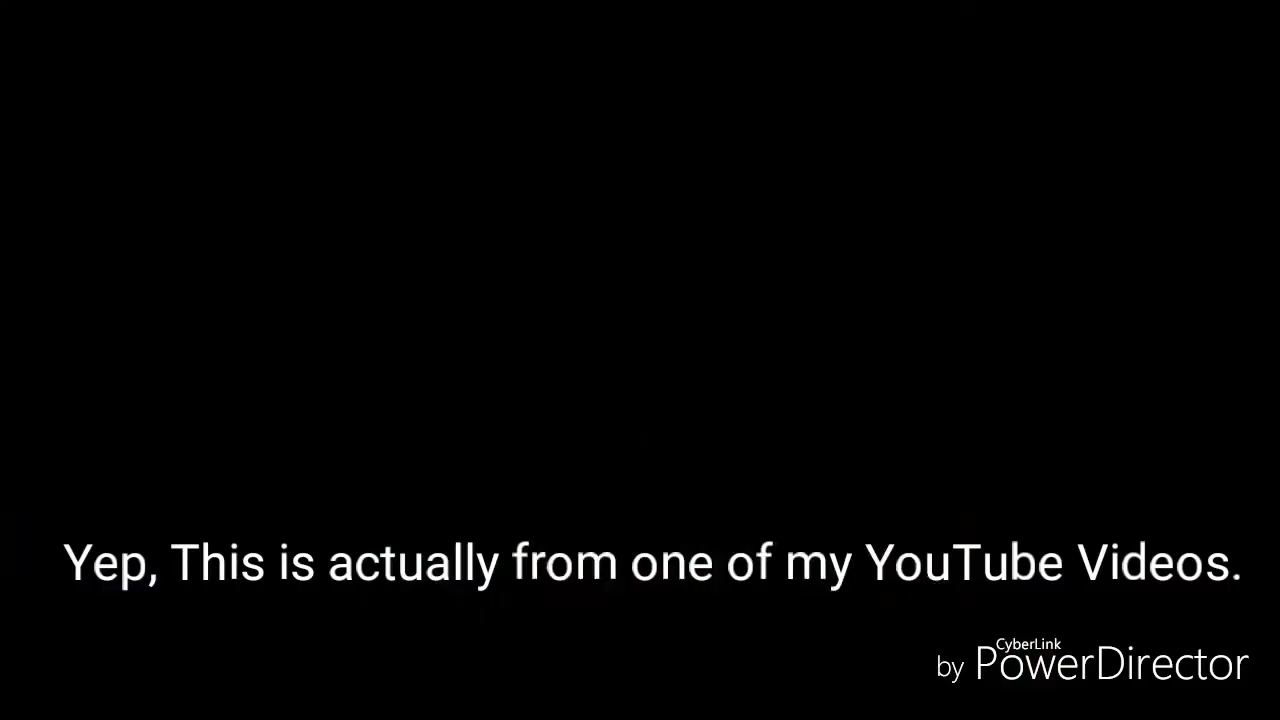 Yep, This is actually from one of my YouTube Videos.
CyberLink
by PowerDirector